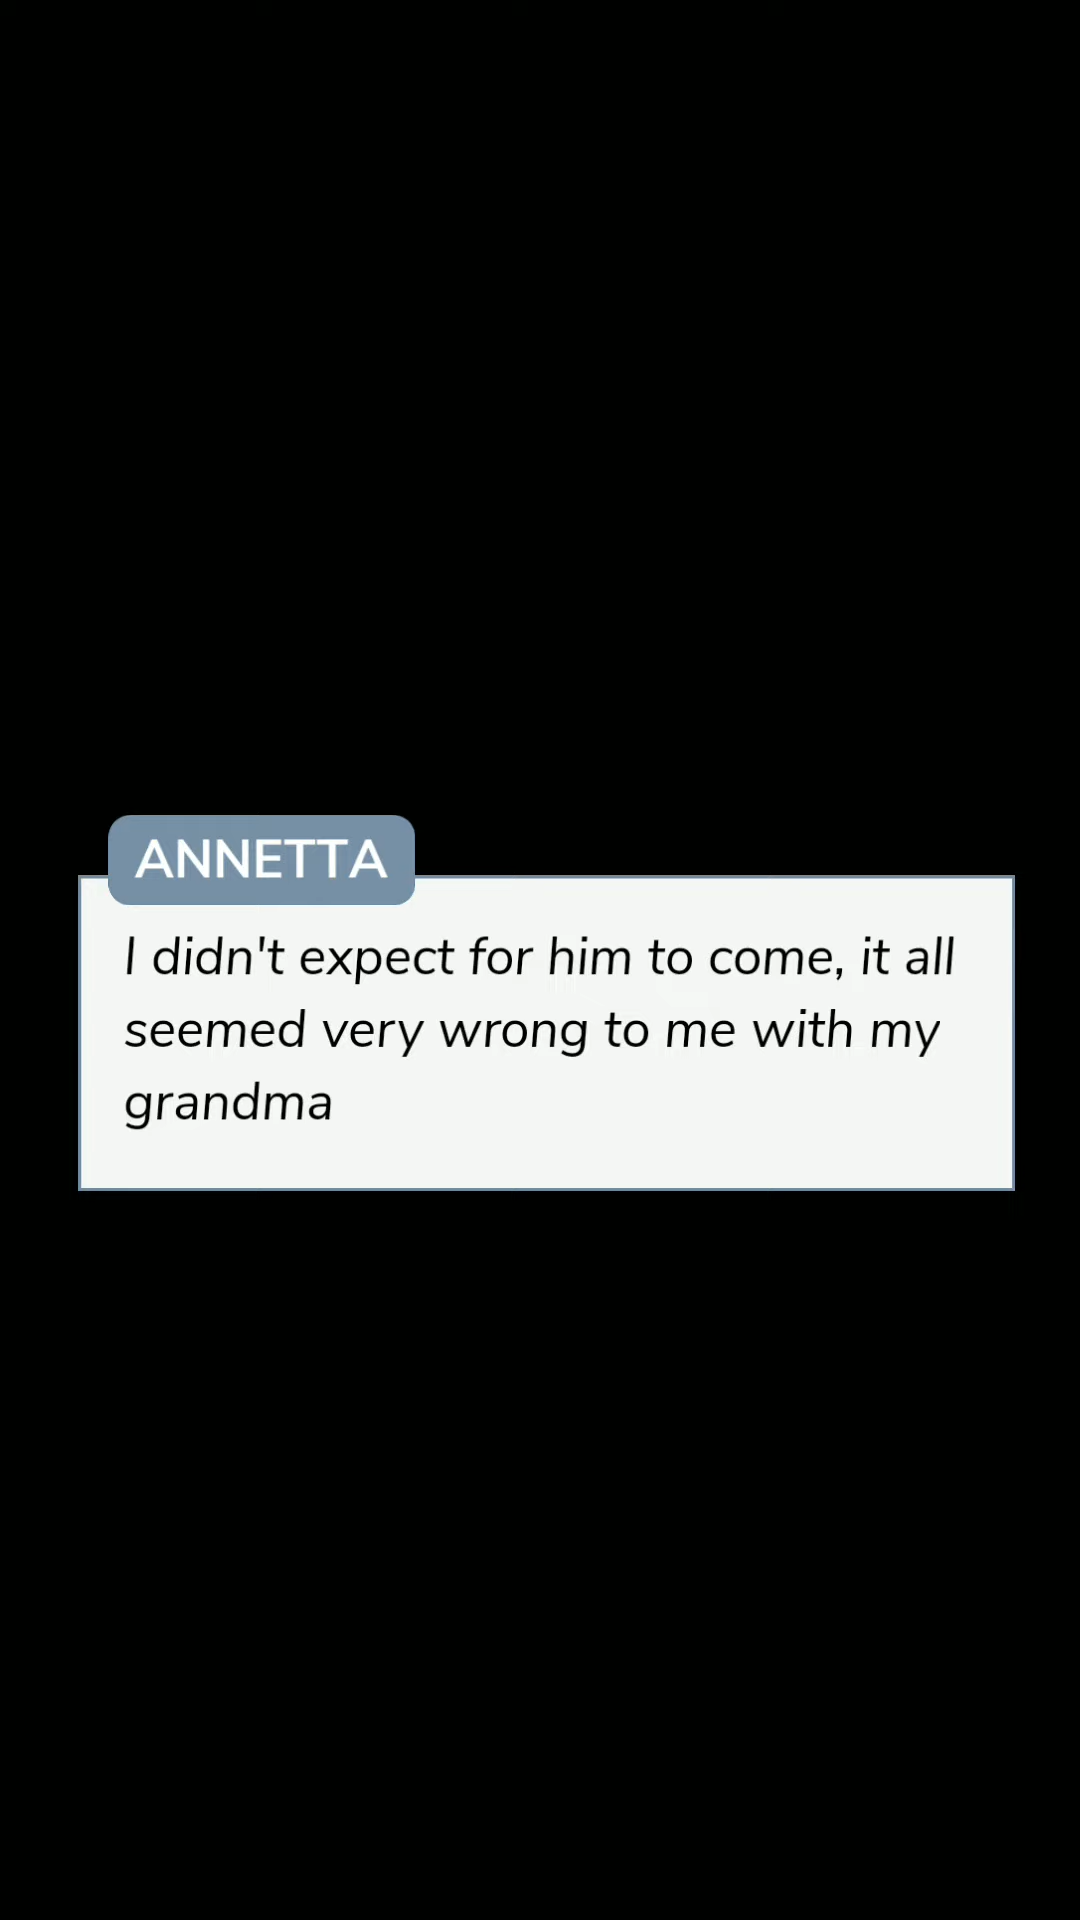 ANNETTA
I didn't expect for him to come, it all
seemed very wrong to me with my
grandma